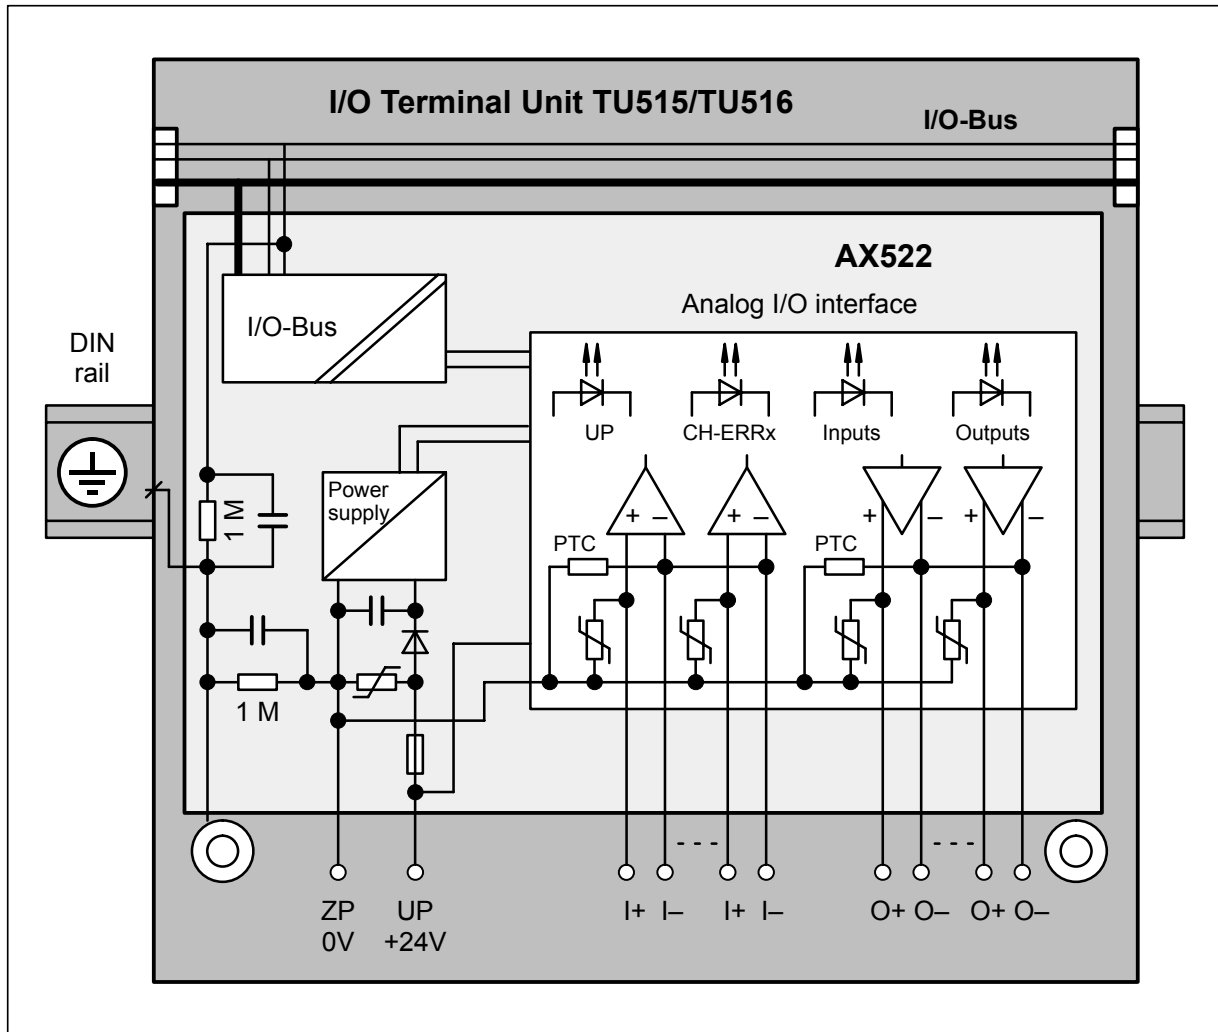 I/O Terminal Unit TU515/TU516
I/O-Bus
AX522
Analog I/O interface
I/O-Bus
DIN
rail
UP
CH-ERRx
Inputs
Outputs
Power
supply
1 M
+ –
+ –
+ –
+ –
PTC
PTC
1 M
- - -
- - -
ZP
0V
UP
+24V
I+ I–
I+ I–
O+ O–
O+ O–